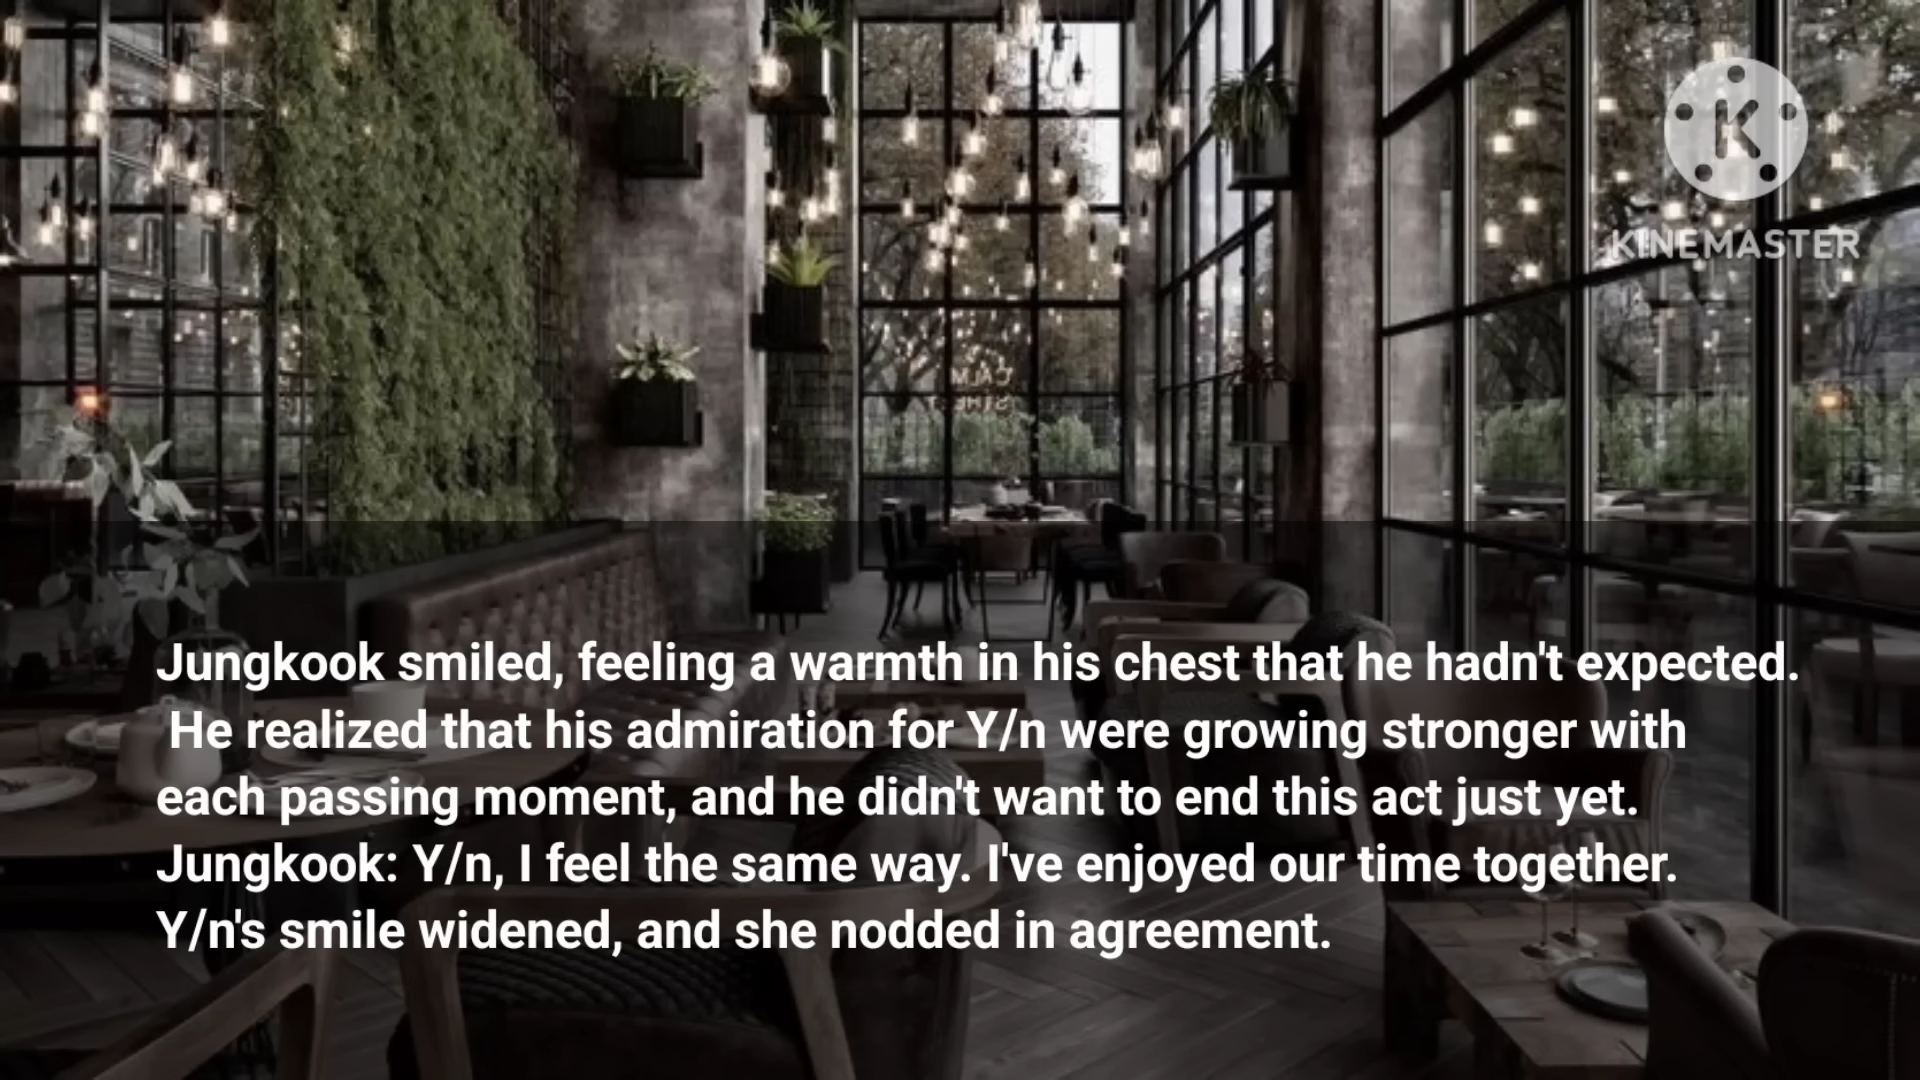 K
KINEMASTER
CALM
STREET
Jungkook smiled, feeling a warmth in his chest that he hadn't expected.
He realized that his admiration for Y/n were growing stronger with
each passing moment, and he didn't want to end this act just yet.
Jungkook: Y/n, I feel the same way. I've enjoyed our time together.
Y/n's smile widened, and she nodded in agreement.